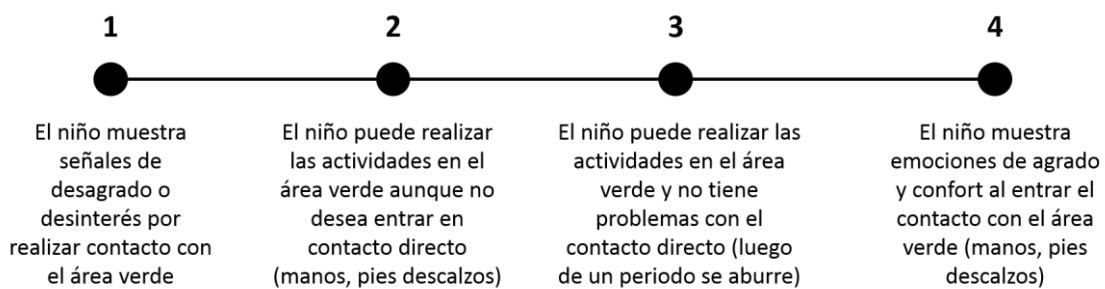 1
El niño muestra
señales de
desagrado o
desinterés por
realizar contacto con
el área verde
2
El niño puede realizar
las actividades en el
área verde aunque no
desea entrar en
contacto directo
(manos, pies descalzos)
3
El niño puede realizar las
actividades en el área
verde y no tiene
problemas con el
contacto directo (luego
de un periodo se aburre)
4
El niño muestra
emociones de agrado
y confort al entrar el
contacto con el área
verde (manos, pies
descalzos)